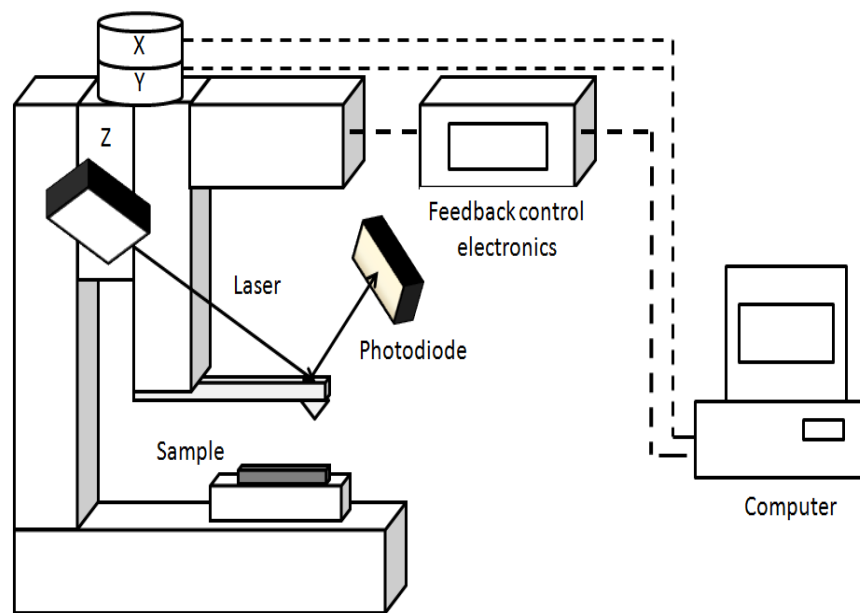 X
Y
Z
Feedback control
electronics
Laser
Photodiode
Sample
Computer